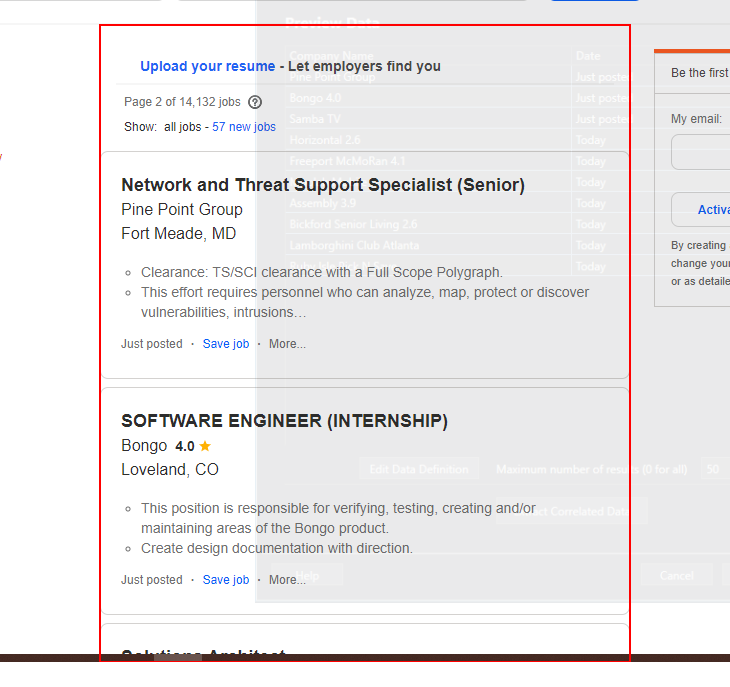 Preview Data
Company Name Date
Upload your resume - Let employers find you
Be the first
Pine Point Group Just posted
Page 2 of 14,132 jobs ?
Bongo 4.0 Just posted
Samba TV Just posted
My email:
Show: all jobs - 57 new jobs
Horizontal 2.6 Today
Freeport McMoRan 4.1 Today
Today
Network and Threat Support Specialist (Senior)
Assembly 3.9 Today
Pine Point Group
Activa
Bickford Senior Living 2.6 Today
Fort Meade, MD
Lamborghini Club Atlanta Today
By creating
change your
or as detaile
Today
Clearance: TS/SCI clearance with a Full Scope Polygraph.
This effort requires personnel who can analyze, map, protect or discover
vulnerabilities, intrusions…
Just posted · Save job · More...
SOFTWARE ENGINEER (INTERNSHIP)
Bongo 4.0 ★
Loveland, CO
Edit Data Definition Maximum number of results (0 for all) 50
This position is responsible for verifying, testing, creating and/or
Correlated Data
maintaining areas of the Bongo product.
Create design documentation with direction.
Just posted · Save job · More...
Help Cancel
Solutions Architect